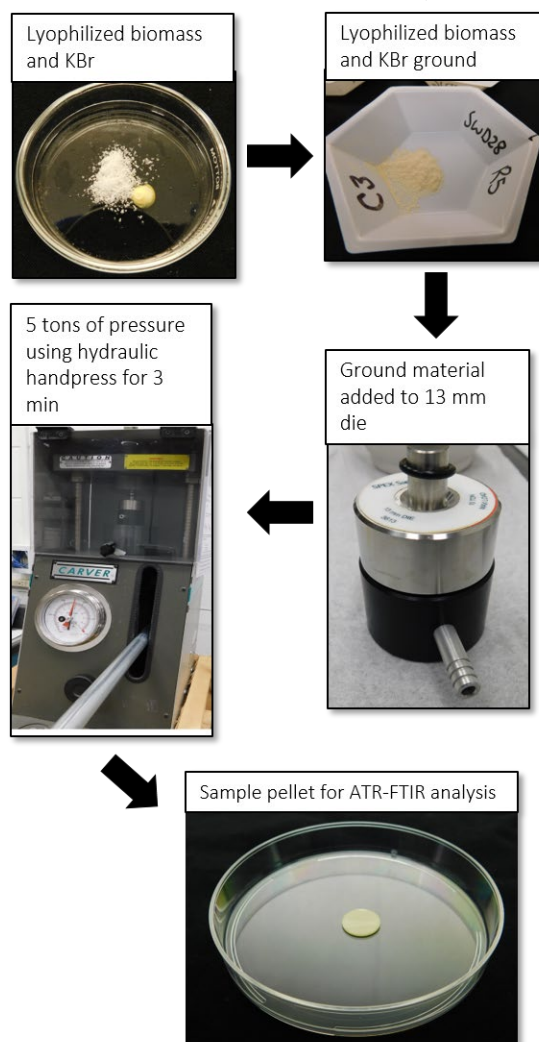 Lyophilized biomass
and KBr
Lyophilized biomass
and KBr ground
SWD28
R5
C3
5 tons of pressure
using hydraulic
handpress for 3
min
Ground material
added to 13 mm
die
CAUTION
CARVER
Sample pellet for ATR-FTIR analysis